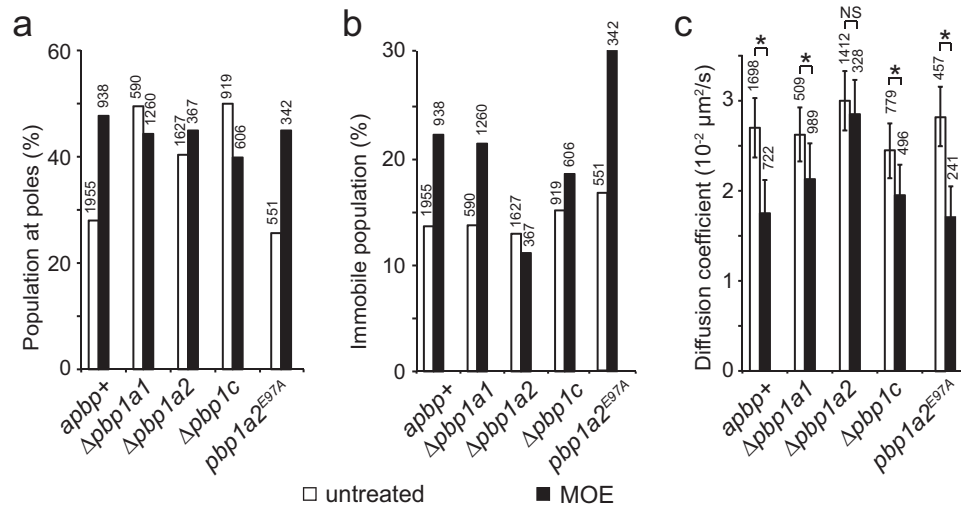 a
b
c
Population at poles (%)
60
40
20
0
1955
938
590
1260
1627
367
919
606
551
342
apbp+
Δpbp1a1
Δpbp1a2
Δpbp1c
pbp1a2E97A
Immobile population (%)
30
20
10
0
1955
938
590
1260
1627
367
919
606
551
342
apbp+
Δpbp1a1
Δpbp1a2
Δpbp1c
pbp1a2E97A
Diffusion coefficient (10-2 μm2/s)
3
2
1
0
1698
*
722
509
*
989
1412
NS
328
779
*
496
457
*
241
apbp+
Δpbp1a1
Δpbp1a2
Δpbp1c
pbp1a2E97A
untreated
MOE